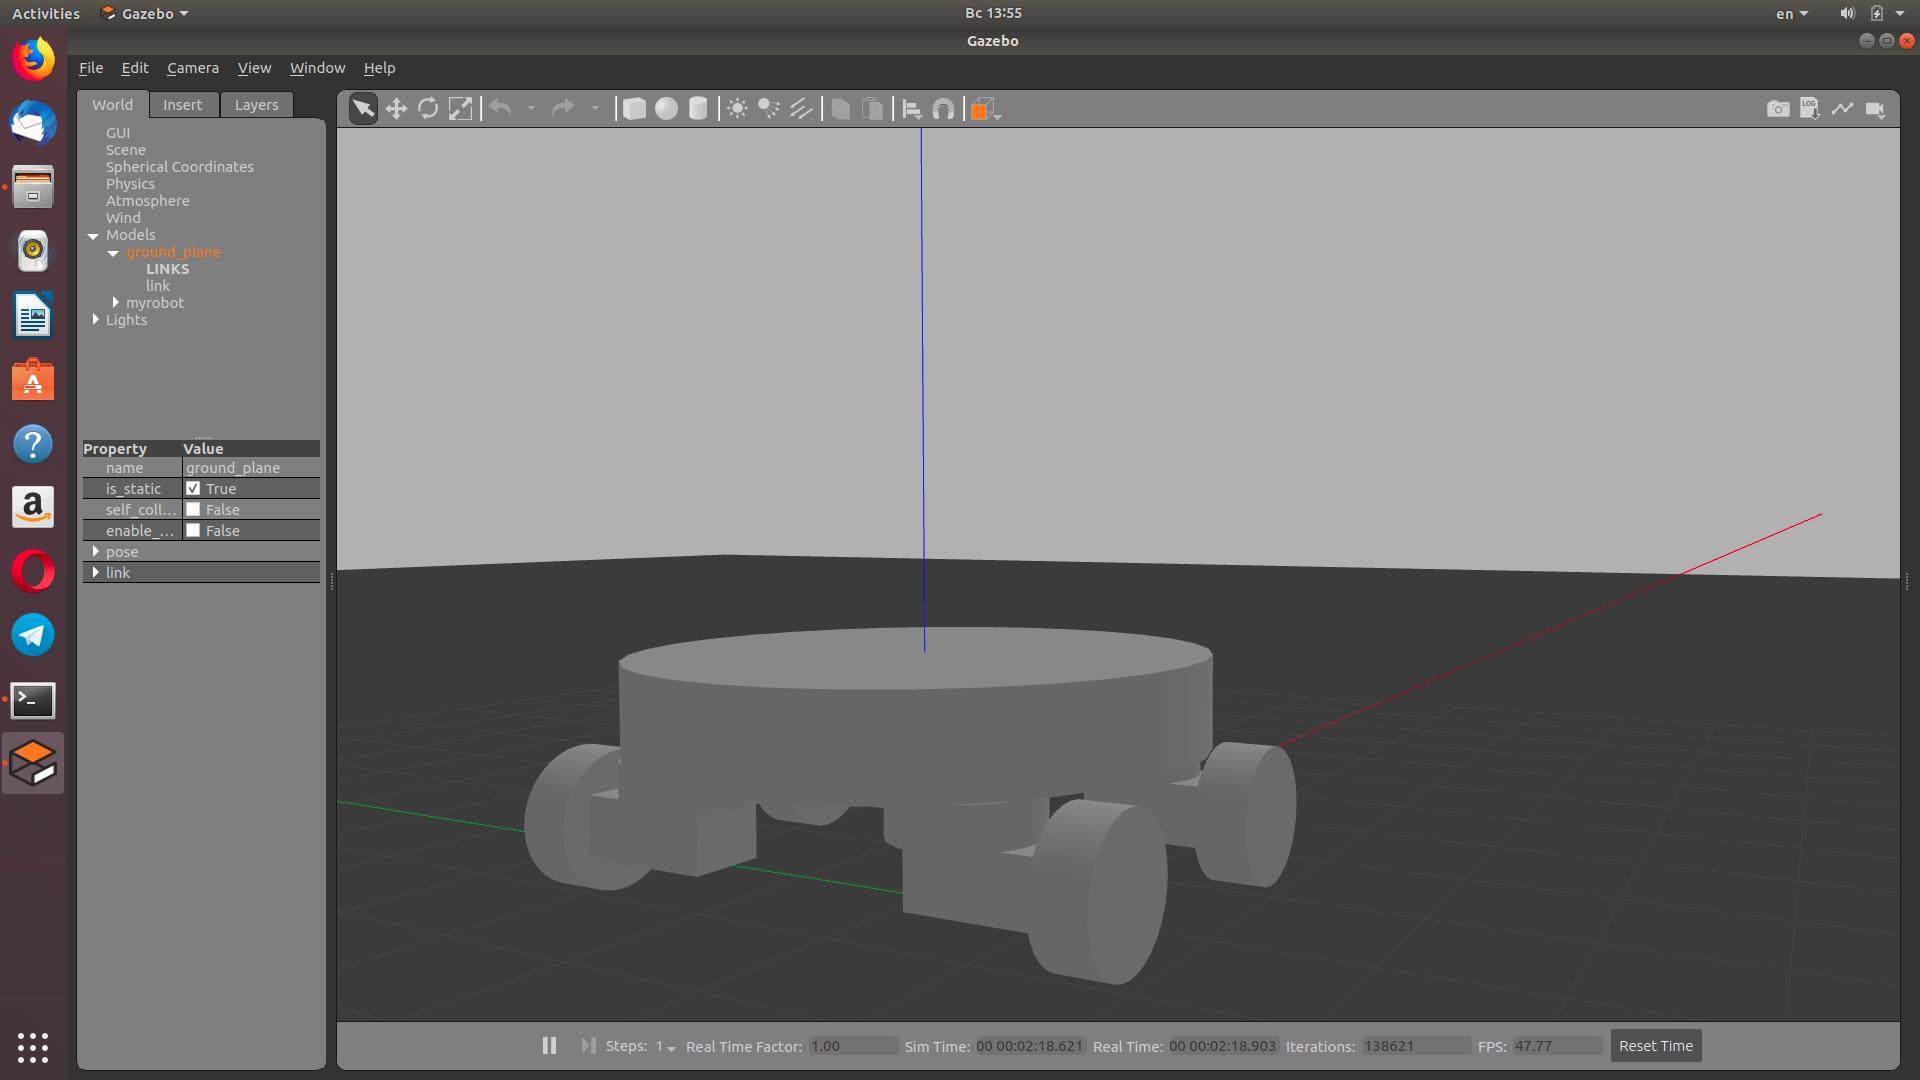 Activities Gazebo Вс 13:55 en
Gazebo
File Edit Camera View Window Help
World Insert Layers
GUI
Scene
Spherical Coordinates
Physics
Atmosphere
Wind
Models
ground_plane
LINKS
link
myrobot
Lights
LOG
Property Value
name ground_plane
is_static True
self_coll... False
enable_... False
pose
link
Steps: 1 Real Time Factor: 1.00 Sim Time: 00 00:02:18.621 Real Time: 00 00:02:18.903 Iterations: 138621 FPS: 47.77 Reset Time